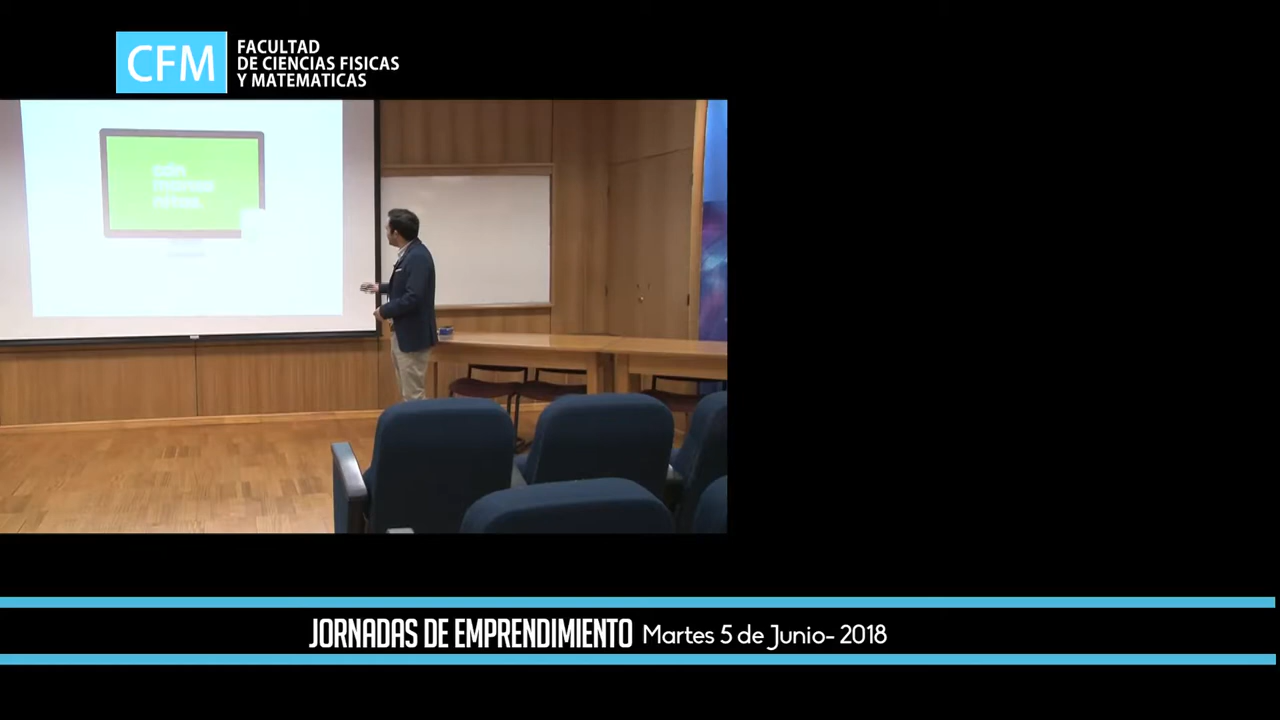 CFM
FACULTAD
DE CIENCIAS FISICAS
Y MATEMATICAS
JORNADAS DE EMPRENDIMIENTO Martes 5 de Junio- 2018